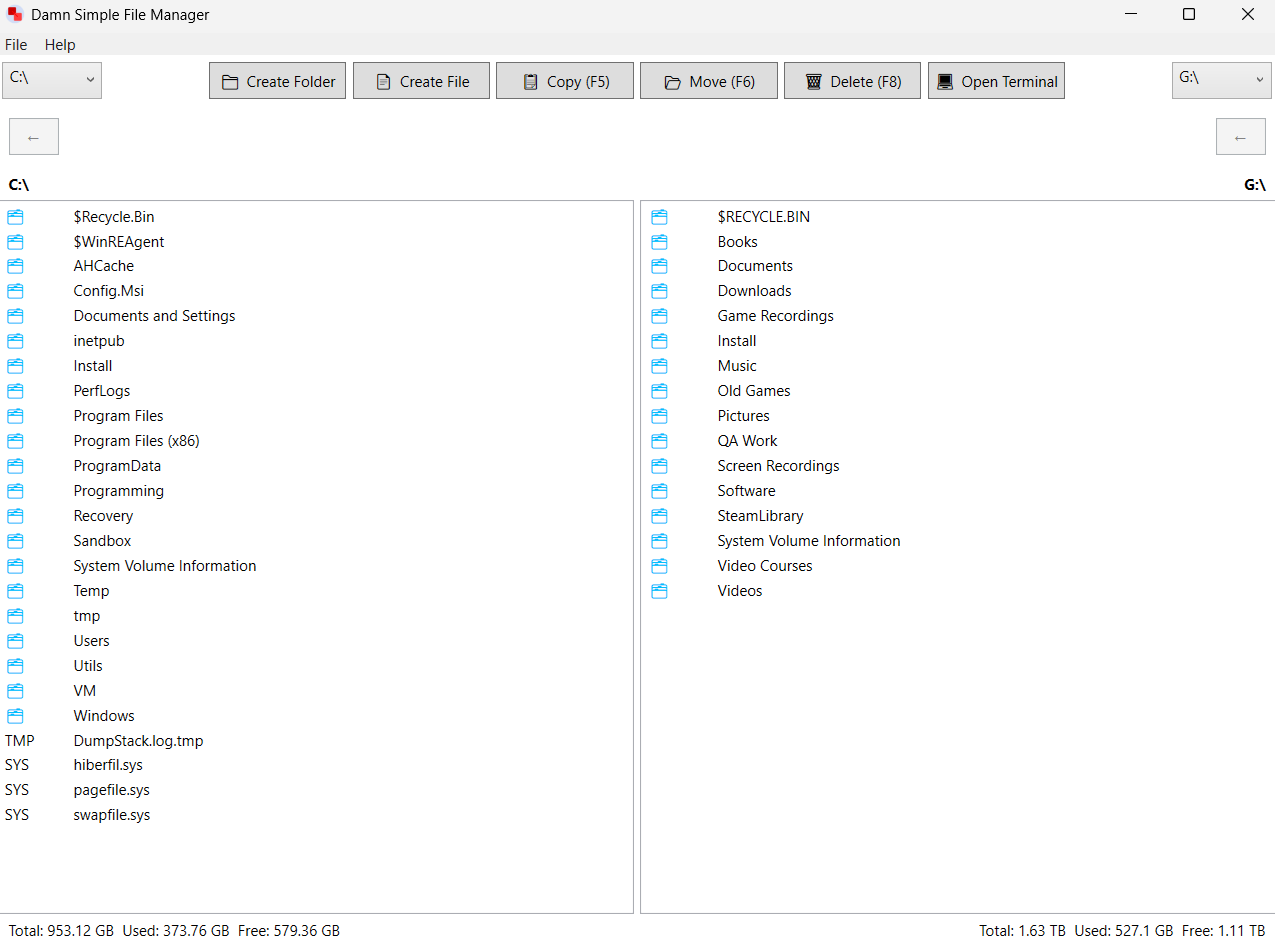 Damn Simple File Manager
File Help
C:\ Create Folder Create File Copy (F5) Move (F6) Delete (F8) Open Terminal G:\
← ←
C:\ G:\
$Recycle.Bin
$WinREAgent
AHCache
Config.Msi
Documents and Settings
inetpub
Install
PerfLogs
Program Files
Program Files (x86)
ProgramData
Programming
Recovery
Sandbox
System Volume Information
Temp
tmp
Users
Utils
VM
Windows
TMP DumpStack.log.tmp
SYS hiberfil.sys
SYS pagefile.sys
SYS swapfile.sys
$RECYCLE.BIN
Books
Documents
Downloads
Game Recordings
Install
Music
Old Games
Pictures
QA Work
Screen Recordings
Software
SteamLibrary
System Volume Information
Video Courses
Videos
Total: 953.12 GB Used: 373.76 GB Free: 579.36 GB
Total: 1.63 TB Used: 527.1 GB Free: 1.11 TB